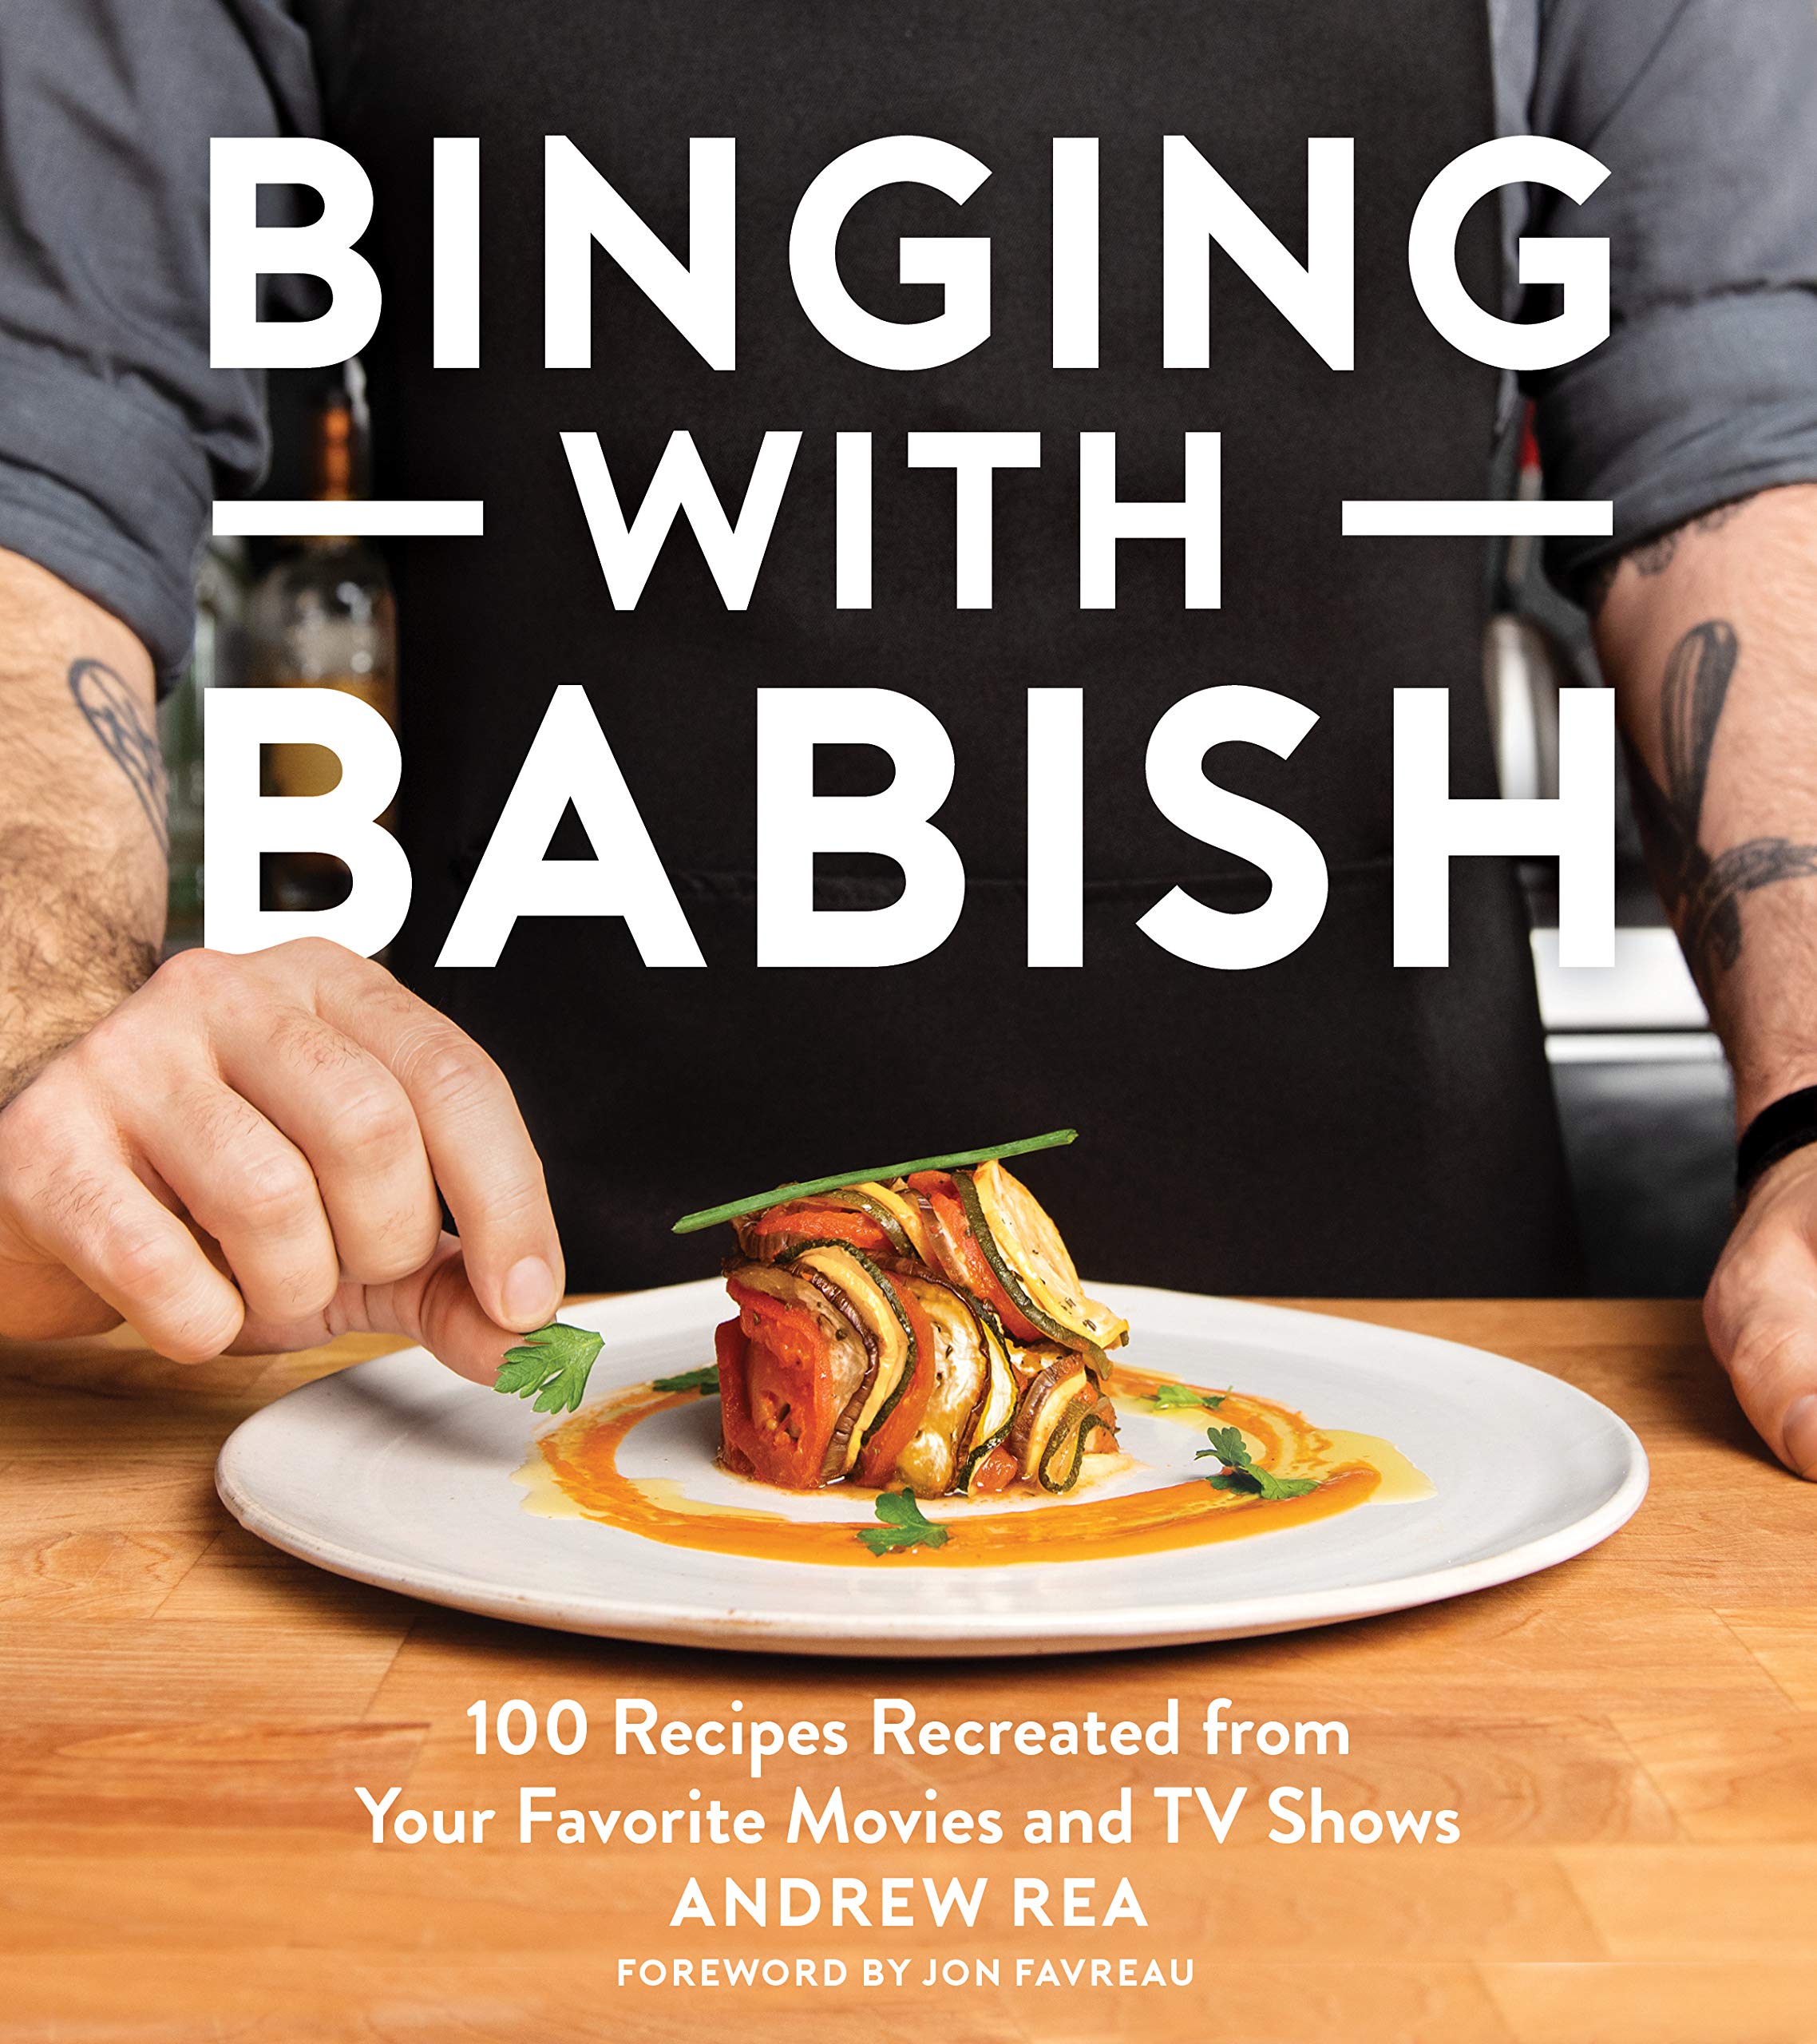 BINGING
WITH
BABISH
100 Recipes Recreated from
Your Favorite Movies and TV Shows
ANDREW REA
FOREWORD BY JON FAVREAU